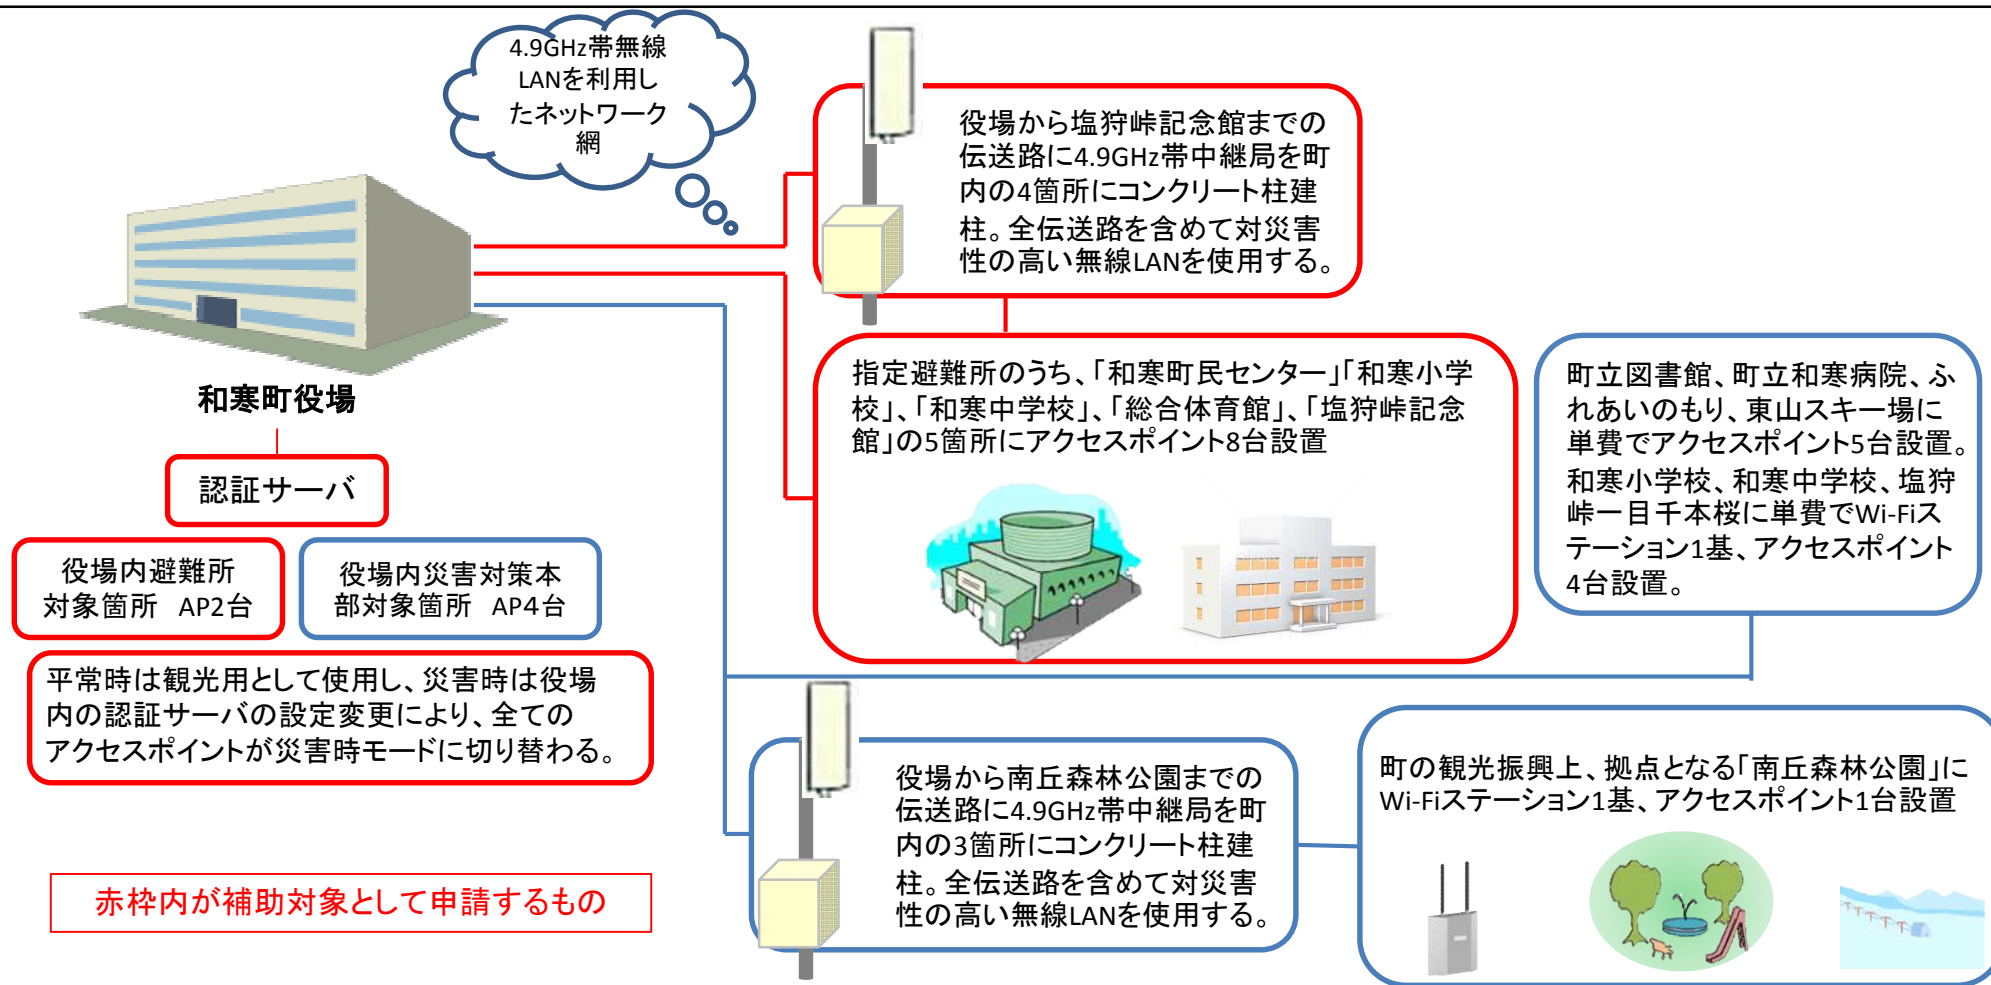 4.9GHz帯無線
LANを利用し
たネットワーク
網
役場から塩狩峠記念館までの
伝送路に4.9GHz帯中継局を町
内の4箇所にコンクリート柱建
柱。全伝送路を含めて対災害
性の高い無線LANを使用する。
和寒町役場
認証サーバ
役場内避難所
対象箇所　AP2台
役場内災害対策本
部対象箇所　AP4台
平常時は観光用として使用し、災害時は役場
内の認証サーバの設定変更により、全ての
アクセスポイントが災害時モードに切り替わる。
赤枠内が補助対象として申請するもの
指定避難所のうち、「和寒町民センター」「和寒小学
校」、「和寒中学校」、「総合体育館」、「塩狩峠記念
館」の5箇所にアクセスポイント8台設置
町立図書館、町立和寒病院、ふ
れあいのもり、東山スキー場に
単費でアクセスポイント5台設置。
和寒小学校、和寒中学校、塩狩
峠一目千本桜に単費でWi-Fiス
テーション1基、アクセスポイント
4台設置。
役場から南丘森林公園までの
伝送路に4.9GHz帯中継局を町
内の3箇所にコンクリート柱建
柱。全伝送路を含めて対災害
性の高い無線LANを使用する。
町の観光振興上、拠点となる「南丘森林公園」に
Wi-Fiステーション1基、アクセスポイント1台設置